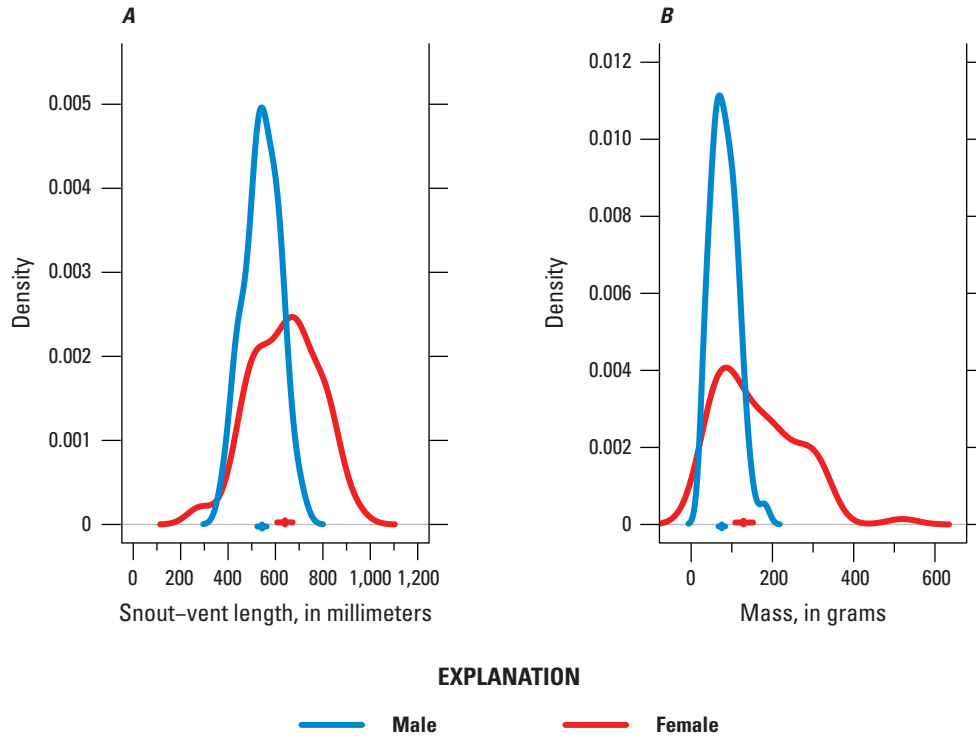 A
Density
0.005
0.004
0.003
0.002
0.001
0
0 200 400 600 800 1,000 1,200
Snout–vent length, in millimeters
B
Density
0.012
0.010
0.008
0.006
0.004
0.002
0
0 200 400 600
Mass, in grams
EXPLANATION
Male Female